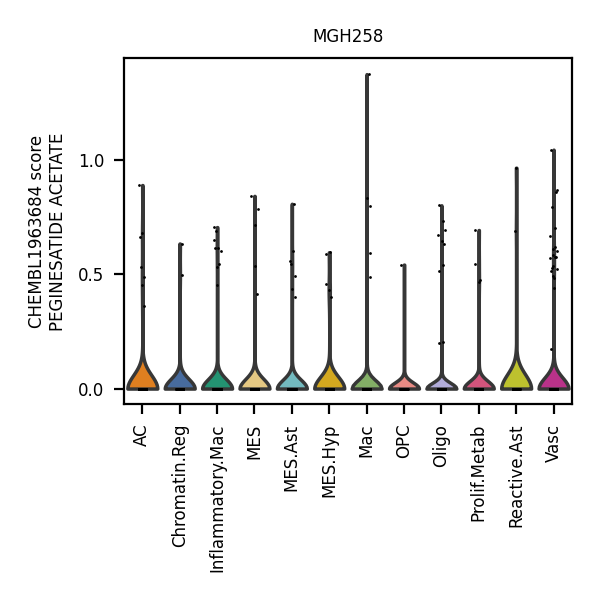 MGH258
CHEMBL1963684 score
PEGINESATIDE ACETATE
1.0
0.5
0.0
AC
Chromatin.Reg
Inflammatory.Mac
MES
MES.Ast
MES.Hyp
Mac
OPC
Oligo
Prolif.Metab
Reactive.Ast
Vasc